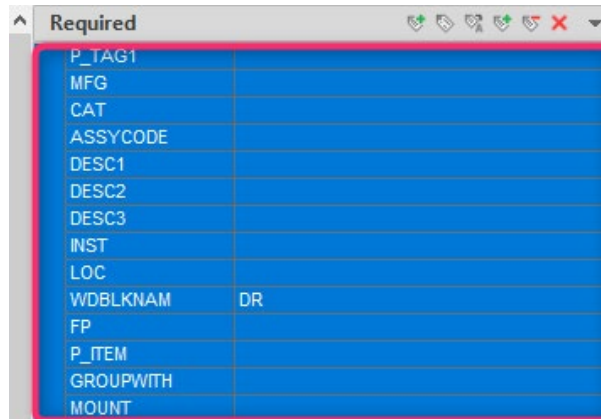 Required
P_TAG1
MFG
CAT
ASSYCODE
DESC1
DESC2
DESC3
INST
LOC
WDBLKNAM DR
FP
P_ITEM
GROUPWITH
MOUNT